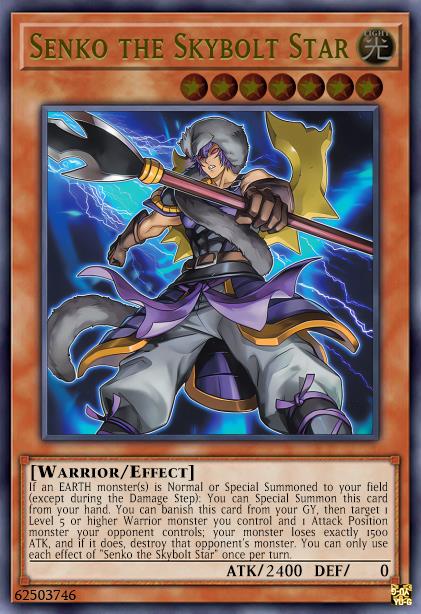 Senko the Skybolt Star
LIGHT
光
[Warrior/Effect]
If an EARTH monster(s) is Normal or Special Summoned to your field
(except during the Damage Step): You can Special Summon this card
from your hand. You can banish this card from your GY, then target 1
Level 5 or higher Warrior monster you control and 1 Attack Position
monster your opponent controls; your monster loses exactly 1500
ATK, and if it does, destroy that opponent's monster. You can only use
each effect of "Senko the Skybolt Star" once per turn.
ATK/2400 DEF/ 0
62503746